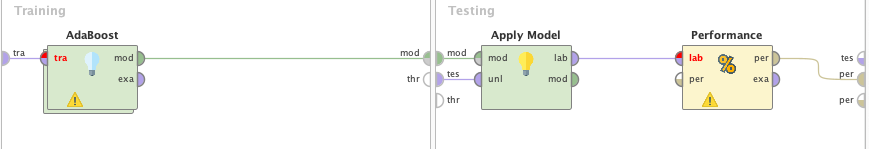 Training
Testing
AdaBoost
Apply Model
Performance
tra
tra
mod
exa
mod
thr
mod
tes
thr
mod
unl
lab
mod
lab
per
per
exa
%
tes
per
per